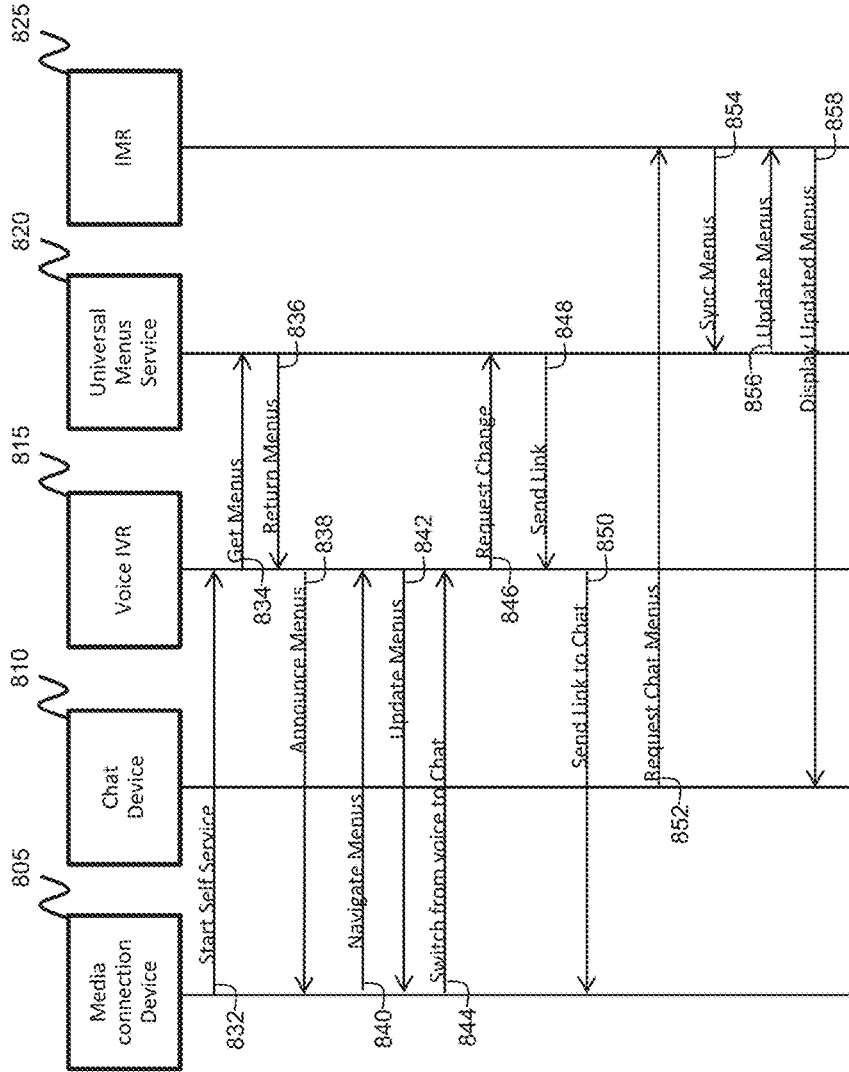 805
810
815
820
825
Media
connection
Device
Chat
Device
Voice IVR
Universal
Menus
Service
IMR
Start Self Service
832
Get Menus
834
Return Menus
836
Announce Menus
838
Navigate Menus
840
Update Menus
842
Switch from voice to Chat
844
Request Change
846
Send Link
848
Send Link to Chat
850
Request Chat Menus
852
Sync Menus
854
Update Menus
856
Display Updated Menus
858